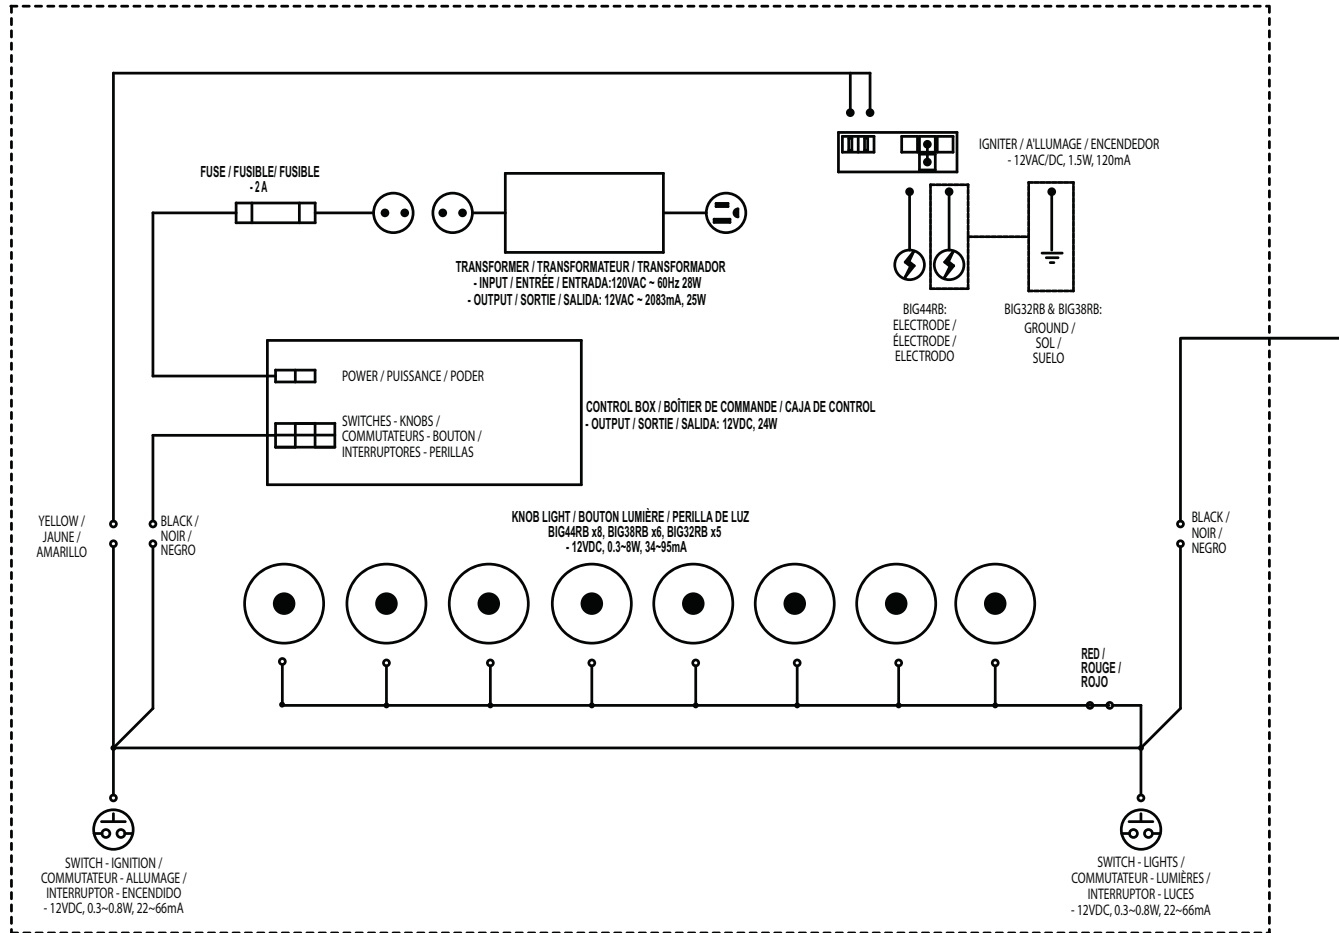 IGNITER / A'LLUMAGE / ENCENDEDOR
- 12VAC/DC, 1.5W, 120mA
FUSE / FUSIBLE/ FUSIBLE
- 2 A
TRANSFORMER / TRANSFORMATEUR / TRANSFORMADOR
- INPUT / ENTRÉE / ENTRADA:120VAC ~ 60Hz 28W
- OUTPUT / SORTIE / SALIDA: 12VAC ~ 2083mA, 25W
BIG44RB:
ELECTRODE /
ÉLECTRODE /
ELECTRODO
BIG32RB & BIG38RB:
GROUND /
SOL /
SUELO
POWER / PUISSANCE / PODER
SWITCHES - KNOBS /
COMMUTATEURS - BOUTON /
INTERRUPTORES - PERILLAS
CONTROL BOX / BOÎTIER DE COMMANDE / CAJA DE CONTROL
- OUTPUT / SORTIE / SALIDA: 12VDC, 24W
YELLOW /
JAUNE /
AMARILLO
BLACK /
NOIR /
NEGRO
KNOB LIGHT / BOUTON LUMIÈRE / PERILLA DE LUZ
BIG44RB x8, BIG38RB x6, BIG32RB x5
- 12VDC, 0.3~8W, 34~95mA
BLACK /
NOIR /
NEGRO
RED /
ROUGE /
ROJO
SWITCH - IGNITION /
COMMUTATEUR - ALLUMAGE /
INTERRUPTOR - ENCENDIDO
- 12VDC, 0.3~0.8W, 22~66mA
SWITCH - LIGHTS /
COMMUTATEUR - LUMIÈRES /
INTERRUPTOR - LUCES
- 12VDC, 0.3~0.8W, 22~66mA